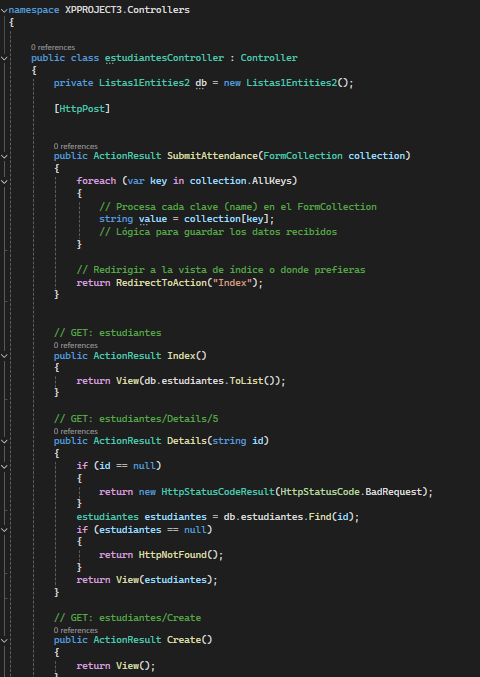 namespace XPPROJECT3.Controllers
{
0 references
public class estudiantesController : Controller
{
private Listas1Entities2 db = new Listas1Entities2();
[HttpPost]
0 references
public ActionResult SubmitAttendance(FormCollection collection)
{
foreach (var key in collection.AllKeys)
{
// Procesa cada clave (name) en el FormCollection
string value = collection[key];
// Lógica para guardar los datos recibidos
}
// Redirigir a la vista de índice o donde prefieras
return RedirectToAction("Index");
}
// GET: estudiantes
0 references
public ActionResult Index()
{
return View(db.estudiantes.ToList());
}
// GET: estudiantes/Details/5
0 references
public ActionResult Details(string id)
{
if (id == null)
{
return new HttpStatusCodeResult(HttpStatusCode.BadRequest);
}
estudiantes estudiantes = db.estudiantes.Find(id);
if (estudiantes == null)
{
return HttpNotFound();
}
return View(estudiantes);
}
// GET: estudiantes/Create
0 references
public ActionResult Create()
{
return View();
}